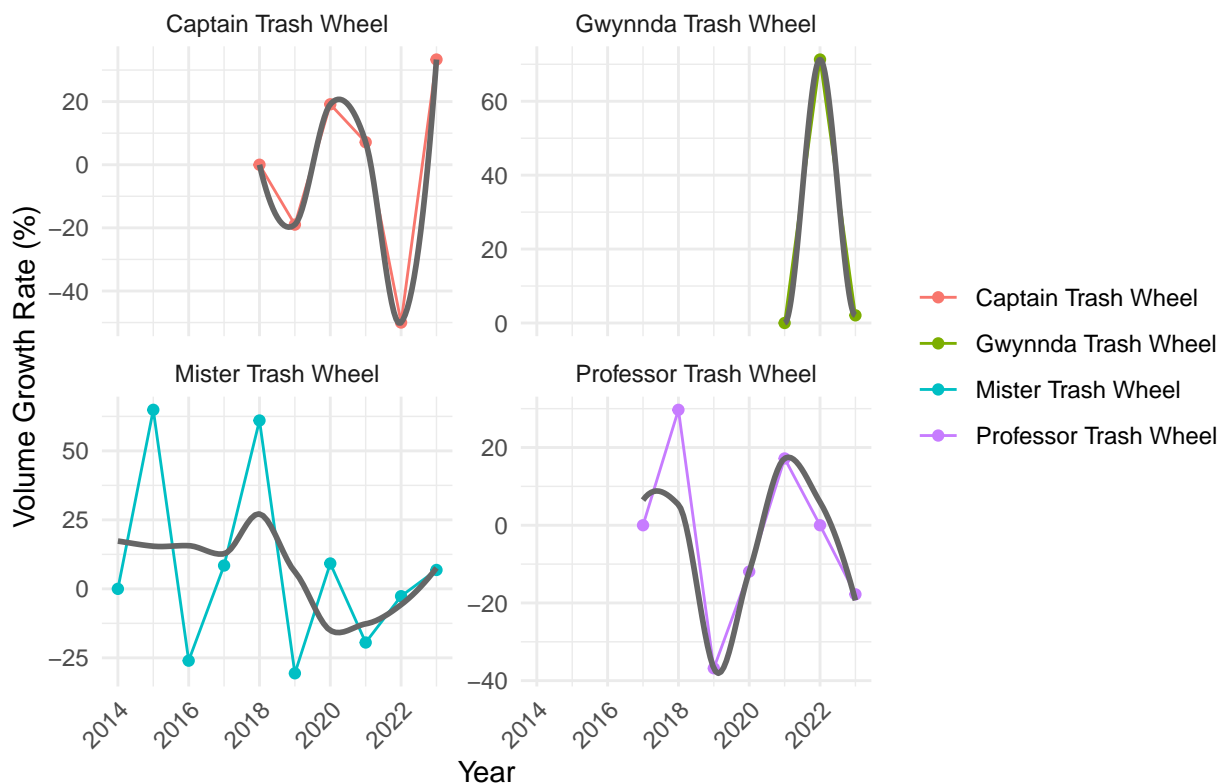 Captain Trash Wheel
Gwynnda Trash Wheel
20
0
−20
−40
60
40
20
0
Volume Growth Rate (%)
Mister Trash Wheel
Professor Trash Wheel
50
25
0
−25
20
0
−20
−40
2014
2016
2018
2020
2022
2014
2016
2018
2020
2022
Year
Captain Trash Wheel
Gwynnda Trash Wheel
Mister Trash Wheel
Professor Trash Wheel